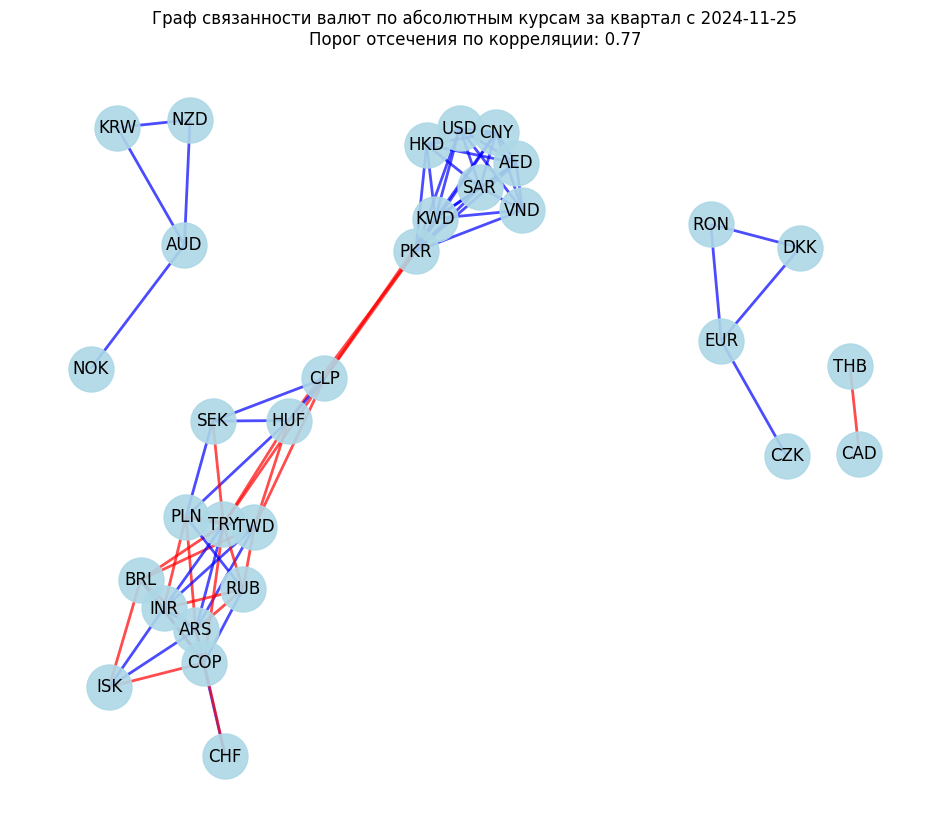 Граф связанности валют по абсолютным курсам за квартал с 2024-11-25
Порог отсечения по корреляции: 0.77
KRW
NZD
USD
CNY
HKD
AED
SAR
VND
KWD
PKR
AUD
RON
DKK
EUR
NOK
THB
CLP
SEK
HUF
CZK
CAD
PLN
TRY
TWD
BRL
RUB
INR
ARS
COP
ISK
CHF